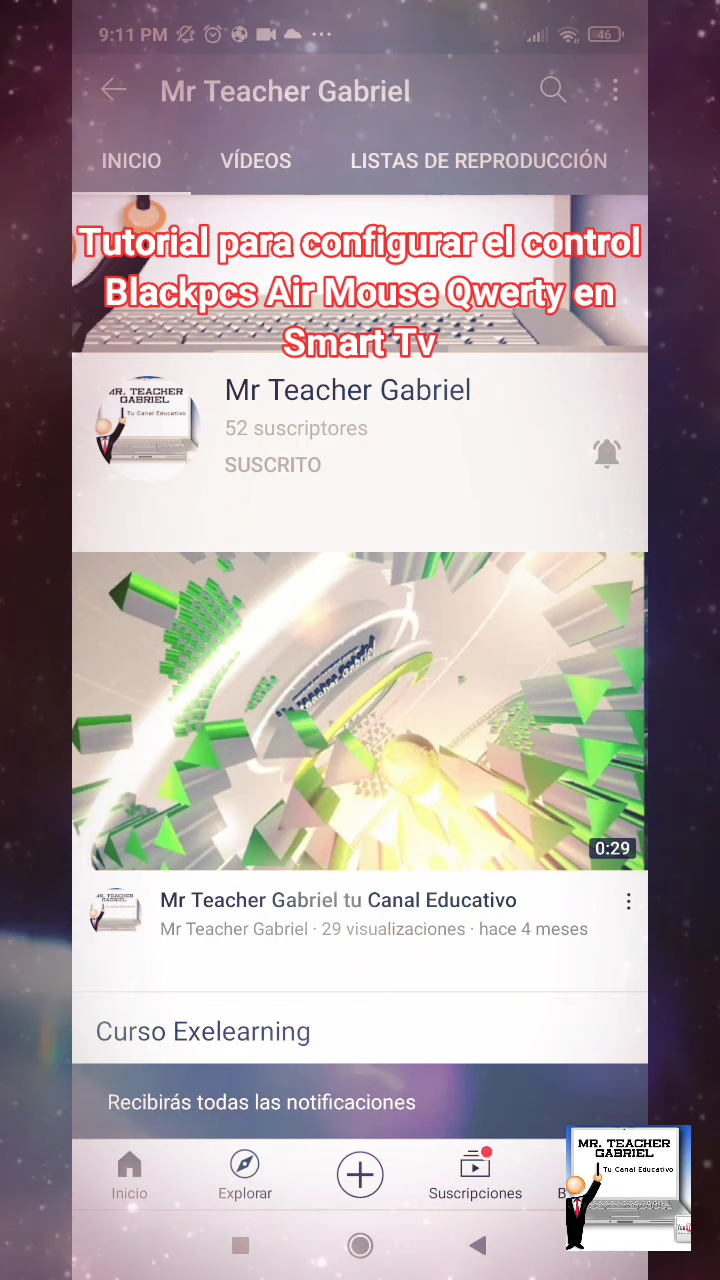 9:11 PM
46
Mr Teacher Gabriel
INICIO
VÍDEOS
LISTAS DE REPRODUCCIÓN
Tutorial para configurar el control
Blackpcs Air Mouse Qwerty en
Smart Tv
MR. TEACHER
GABRIEL
Tu Canal Educativo
Mr Teacher Gabriel
52 suscriptores
SUSCRITO
0:29
MR. TEACHER
GABRIEL
Mr Teacher Gabriel tu Canal Educativo
Mr Teacher Gabriel · 29 visualizaciones · hace 4 meses
Curso Exelearning
Recibirás todas las notificaciones
MR. TEACHER
GABRIEL
Tu Canal Educativo
Inicio
Explorar
Suscripciones